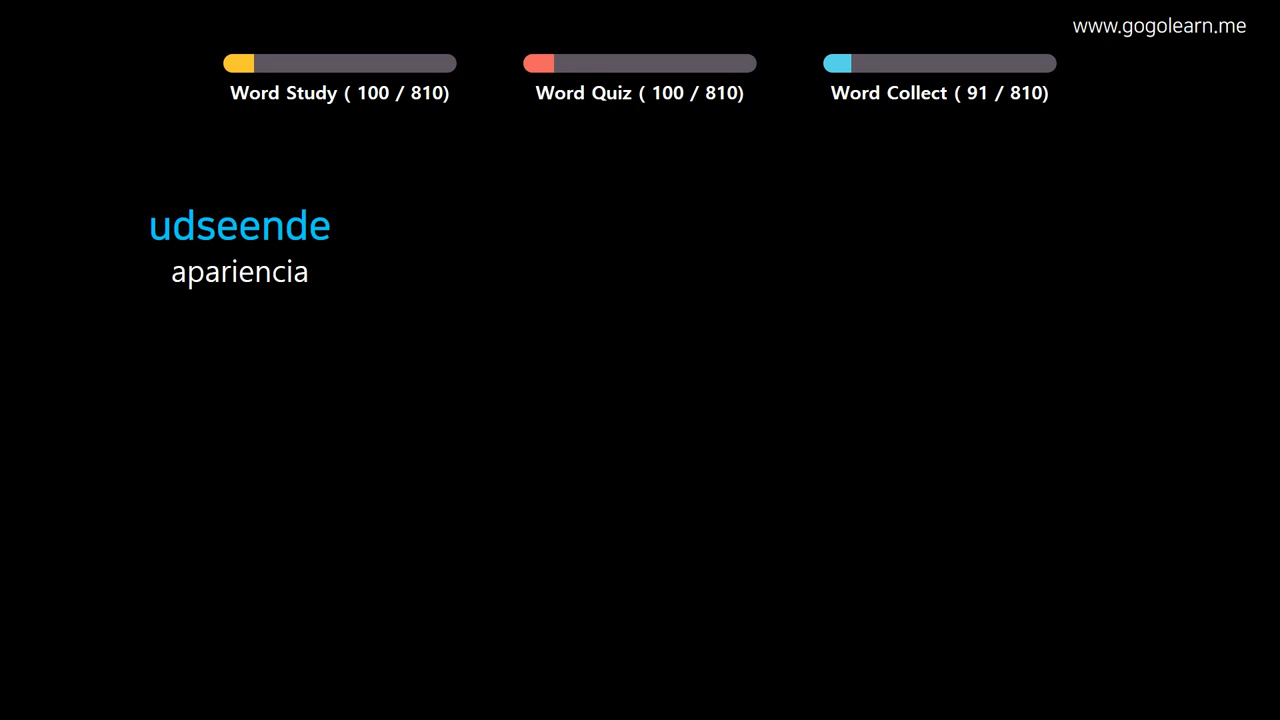 www.gogolearn.me
Word Study ( 100 / 810)
Word Quiz ( 100 / 810)
Word Collect ( 91 / 810)
udseende
apariencia